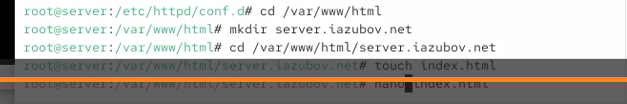 root@server:/etc/httpd/conf.d# cd /var/www/html
root@server:/var/www/html# mkdir server.iazubov.net
root@server:/var/www/html# cd /var/www/html/server.iazubov.net
root@server:/var/www/html/server.iazubov.net# touch index.html
root@server:/var/www/html/server.iazubov.net# nano index.html